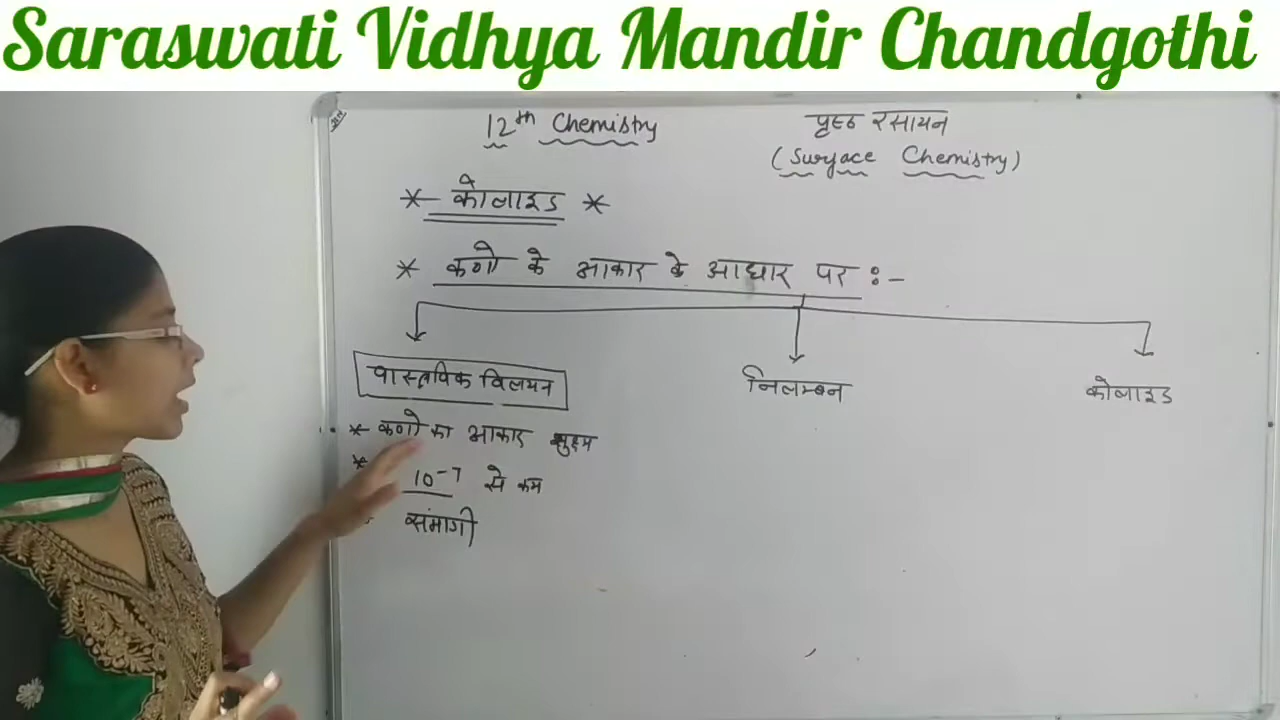 Saraswati Vidhya Mandir Chandgothi
12th Chemistry
पृष्ठ रसायन
(Surface Chemistry)
* कोलाइड *
* कणो के आकार के आधार पर :-
वास्तविक विलयन
निलम्बन
कोलाइड
* कणो का आकार सुक्ष्म
* 10-7 से कम
संमागी